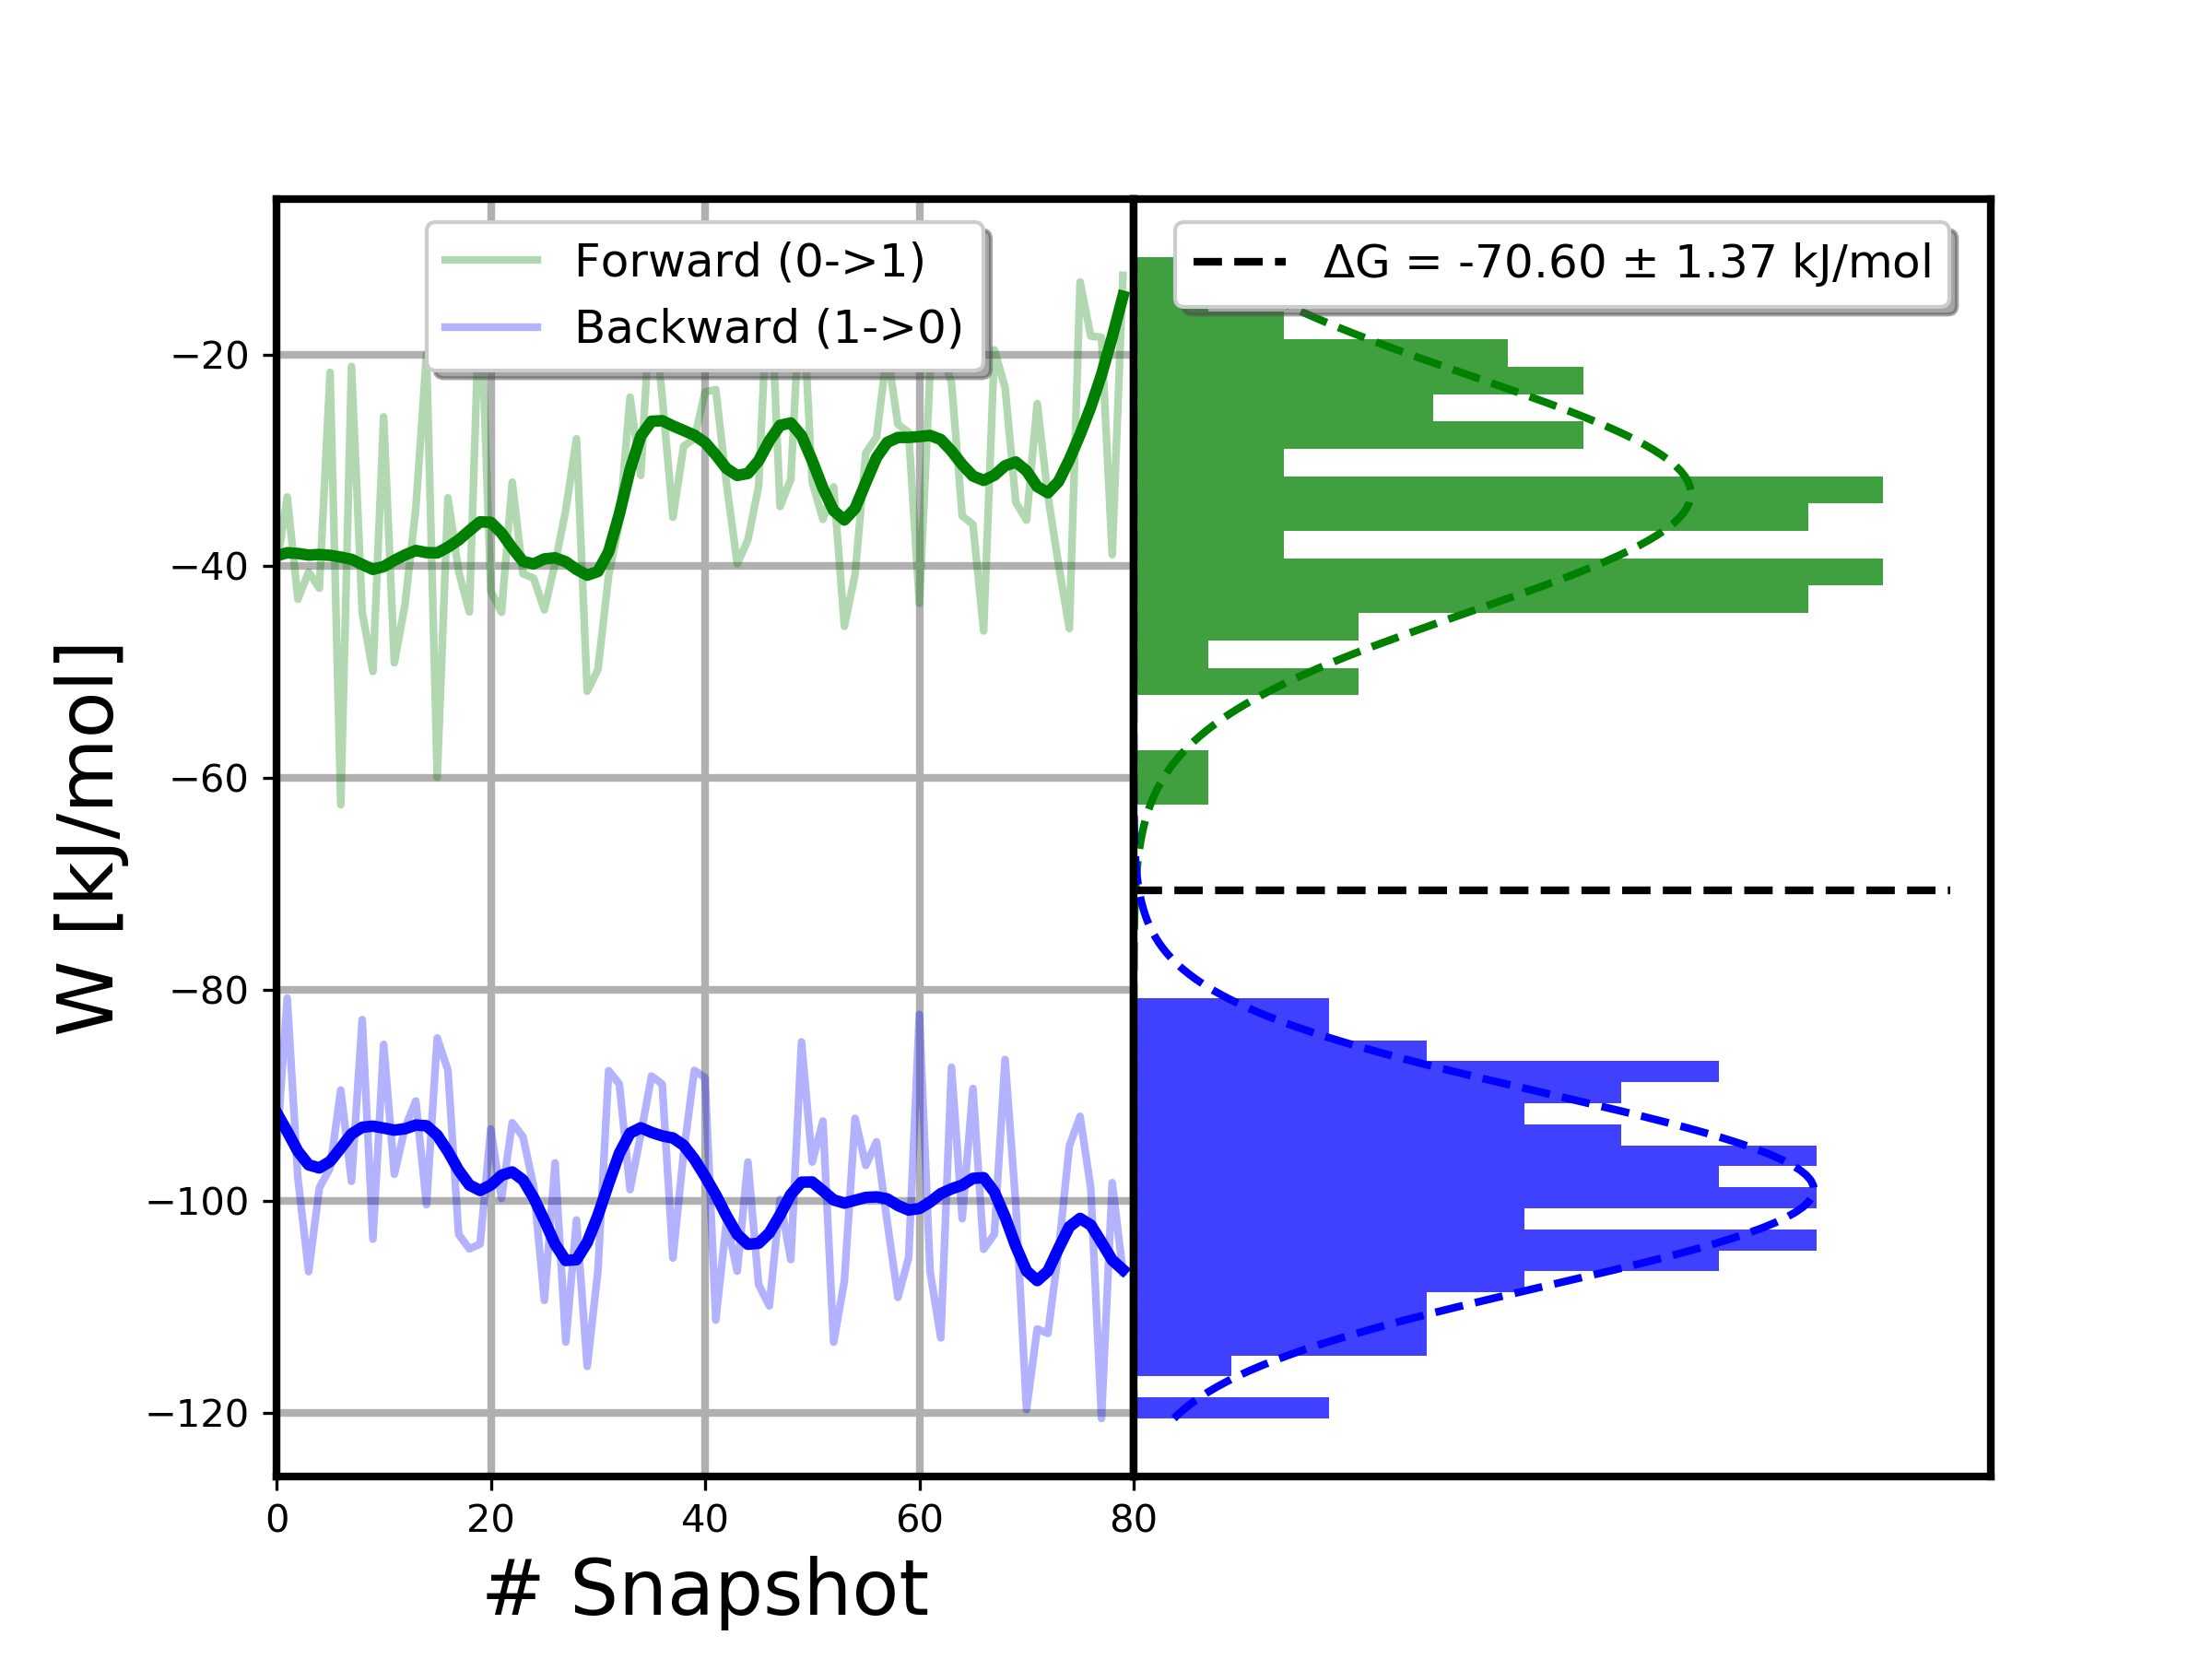 Forward (0->1)
Backward (1->0)
ΔG = -70.60 ± 1.37 kJ/mol
W [kJ/mol]
−20
−40
−60
−80
−100
−120
0 20 40 60 80
# Snapshot